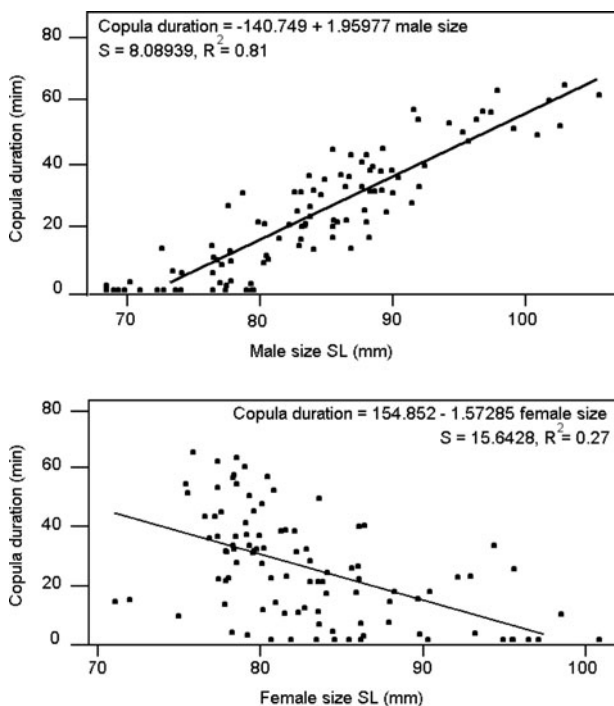 Copula duration = -140.749 + 1.95977 male size
S = 8.08939, R² = 0.81
Copula duration (mim)
80
60
40
20
0
70 80 90 100
Male size SL (mm)
Copula duration = 154.852 - 1.57285 female size
S = 15.6428, R² = 0.27
Copula duration (min)
80
60
40
20
0
70 80 90 100
Female size SL (mm)